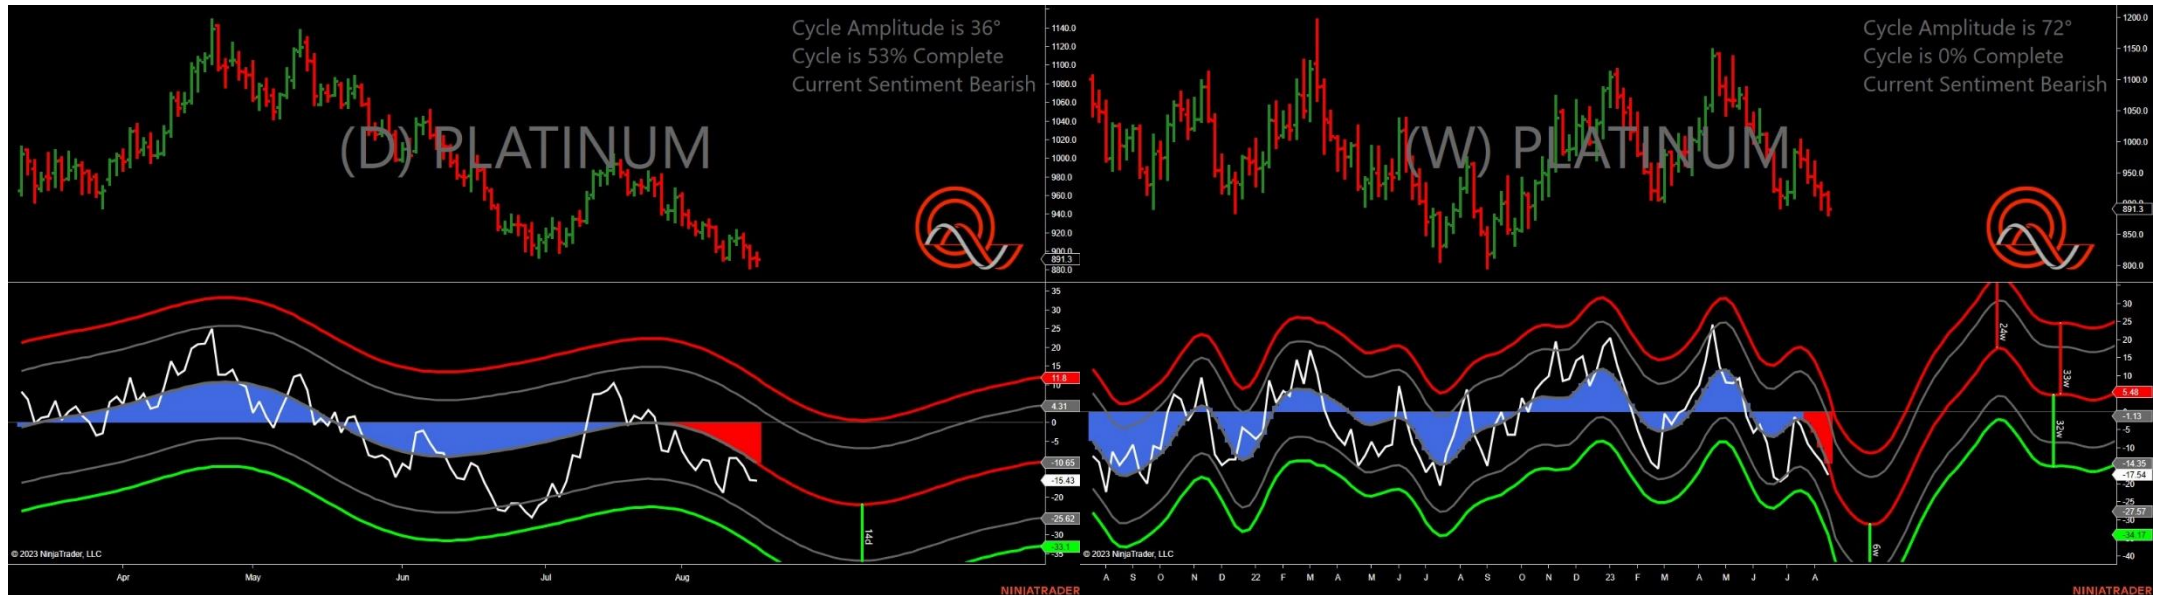 Cycle Amplitude is 36°
Cycle is 53% Complete
Current Sentiment Bearish
(D) PLATINUM
1140.0
1120.0
1100.0
1080.0
1060.0
1040.0
1020.0
1000.0
980.0
960.0
940.0
920.0
900.0
891.3
880.0
35
30
25
20
15
11.8
10
4.31
0
-5
-10.65
-15.43
-20
-25.62
-30
-33.1
-35
14d
© 2023 NinjaTrader, LLC
Apr
May
Jun
Jul
Aug
NINJATRADER
Cycle Amplitude is 72°
Cycle is 0% Complete
Current Sentiment Bearish
(W) PLATINUM
1200.0
1150.0
1100.0
1050.0
1000.0
950.0
891.3
850.0
800.0
30
25
20
15
10
5.48
-1.13
-5
-10
-14.35
-17.54
-20
-25
-27.57
-30
-34.17
-40
24w
33w
32w
6w
© 2023 NinjaTrader, LLC
A
S
O
N
D
22
F
M
A
M
J
J
A
S
O
N
D
23
F
M
A
M
J
J
A
NINJATRADER